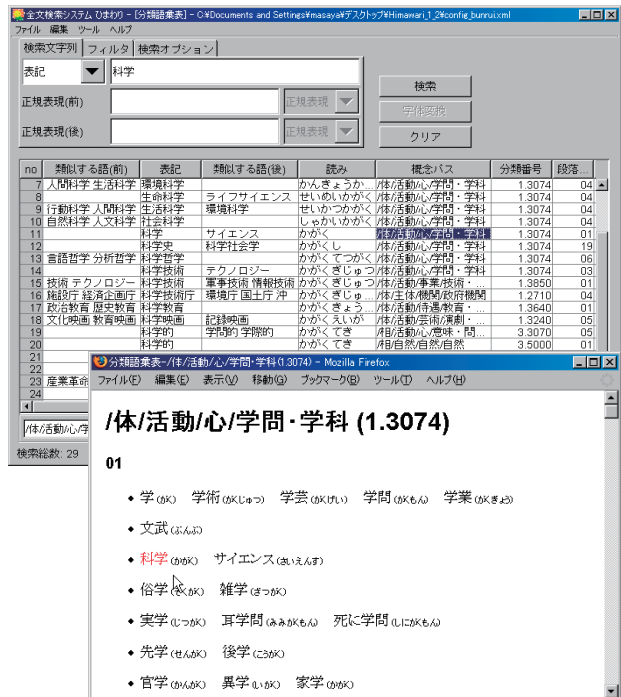 全文検索システム ひまわり - [分類語彙表] - C:¥Documents and Settings¥masaya¥デスクトップ¥Himawari_1_2¥config_bunrui.xml
ファイル 編集 ツール ヘルプ
検索文字列 フィルタ 検索オプション
表記 科学
検索
正規表現(前) 正規表現
字体変換
正規表現(後) 正規表現
クリア
no 類似する語(前) 表記 類似する語(後) 読み 概念パス 分類番号 段落...
7 人間科学 生活科学 環境科学 かんきょうか... /体/活動/心/学問・学科 1.3074 04
8 生命科学 ライフサイエンス せいめいかがく /体/活動/心/学問・学科 1.3074 04
9 行動科学 人間科学 生活科学 環境科学 せいかつかがく /体/活動/心/学問・学科 1.3074 04
10 自然科学 人文科学 社会科学 しゃかいかがく /体/活動/心/学問・学科 1.3074 04
11 科学 サイエンス かがく /体/活動/心/学問・学科 1.3074 01
12 科学史 科学社会学 かがくし /体/活動/心/学問・学科 1.3074 19
13 言語哲学 分析哲学 科学哲学 かがくてつがく /体/活動/心/学問・学科 1.3074 06
14 科学技術 テクノロジー かがくぎじゅつ /体/活動/心/学問・学科 1.3074 03
15 技術 テクノロジー 科学技術 軍事技術 情報技術 かがくぎじゅつ /体/活動/事業/技術・... 1.3850 01
16 施設庁 経済企画庁 科学技術庁 環境庁 国土庁 沖 かがくぎじゅ... /体/主体/機関/政府機関 1.2710 04
17 政治教育 歴史教育 科学教育 かがくきょう... /体/活動/待遇/教育・... 1.3640 01
18 文化映画 教育映画 科学映画 記録映画 かがくえいが /体/活動/芸術/演劇・... 1.3240 05
19 科学的 学問的 学際的 かがくてき /相/活動/心/意味・問... 3.3070 05
20 科学的 かがくてき /相/自然/自然/自然 3.5000 01
21
22
23 産業革命
24
/体/活動/心/学
検索総数: 29
分類語彙表-/体/活動/心/学問・学科(1.3074) - Mozilla Firefox
ファイル(F) 編集(E) 表示(V) 移動(G) ブックマーク(B) ツール(T) ヘルプ(H)
/体/活動/心/学問・学科 (1.3074)
01
• 学(がく) 学術(がくじゅつ) 学芸(がくげい) 学問(がくもん) 学業(がくぎょう)
• 文武(ぶんぶ)
• 科学(かがく) サイエンス(さいえんす)
• 俗学(ぞくがく) 雑学(ざつがく)
• 実学(じつがく) 耳学問(みみがくもん) 死に学問(しにがくもん)
• 先学(せんがく) 後学(こうがく)
• 官学(かんがく) 異学(いがく) 家学(かがく)